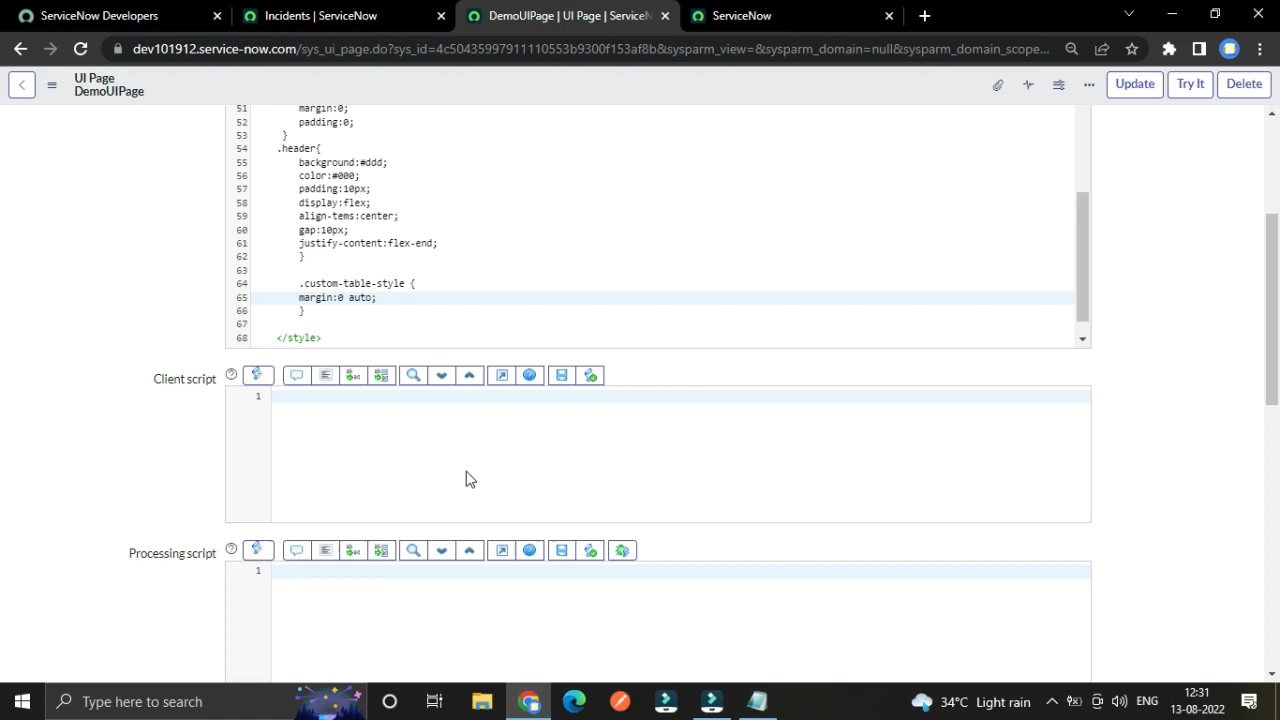 ServiceNow Developers
Incidents | ServiceNow
DemoUIPage | UI Page | ServiceN
ServiceNow
dev101912.service-now.com/sys_ui_page.do?sys_id=4c50435997911110553b9300f153af8b&sysparm_view=&sysparm_domain=null&sysparm_domain_scope...
UI Page
DemoUIPage
Update
Try It
Delete
51 margin:0;
52 padding:0;
53 }
54 .header{
55 background:#ddd;
56 color:#000;
57 padding:10px;
58 display:flex;
59 align-tems:center;
60 gap:10px;
61 justify-content:flex-end;
62 }
63
64 .custom-table-style {
65 margin:0 auto;
66 }
67
68 </style>
Client script
1
Processing script
1
Type here to search
34°C Light rain
ENG
12:31
13-08-2022